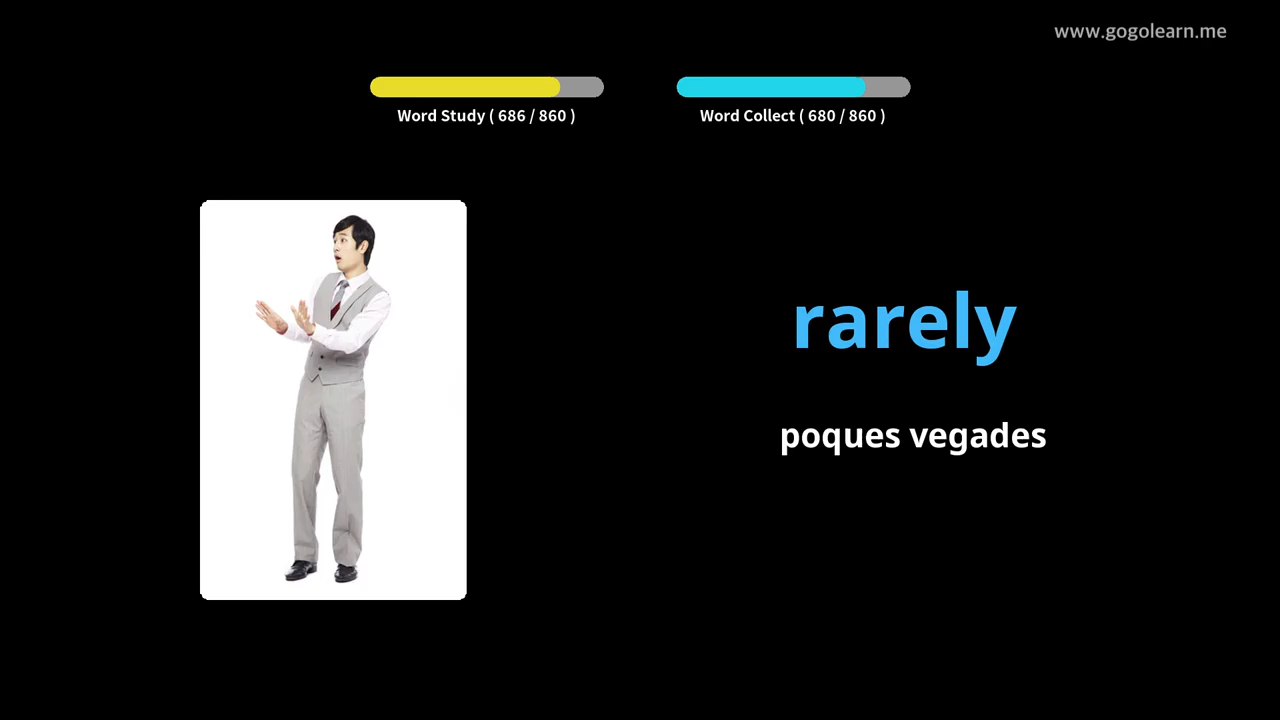 www.gogolearn.me
Word Study ( 686 / 860 )
Word Collect ( 680 / 860 )
rarely
poques vegades